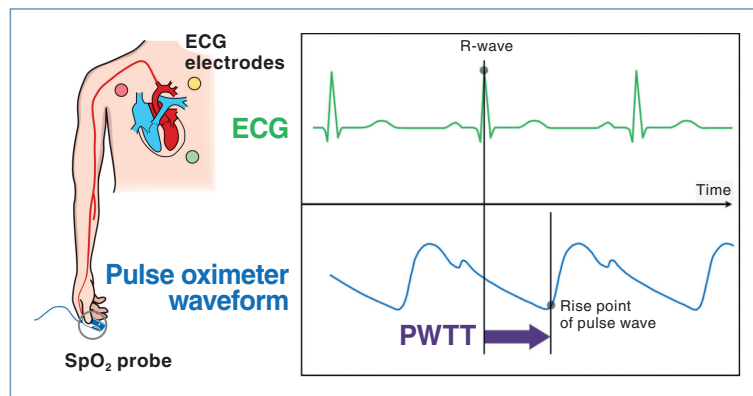 ECG
electrodes
R-wave
ECG
Time
Pulse oximeter
waveform
Rise point
of pulse wave
PWTT
SpO₂ probe